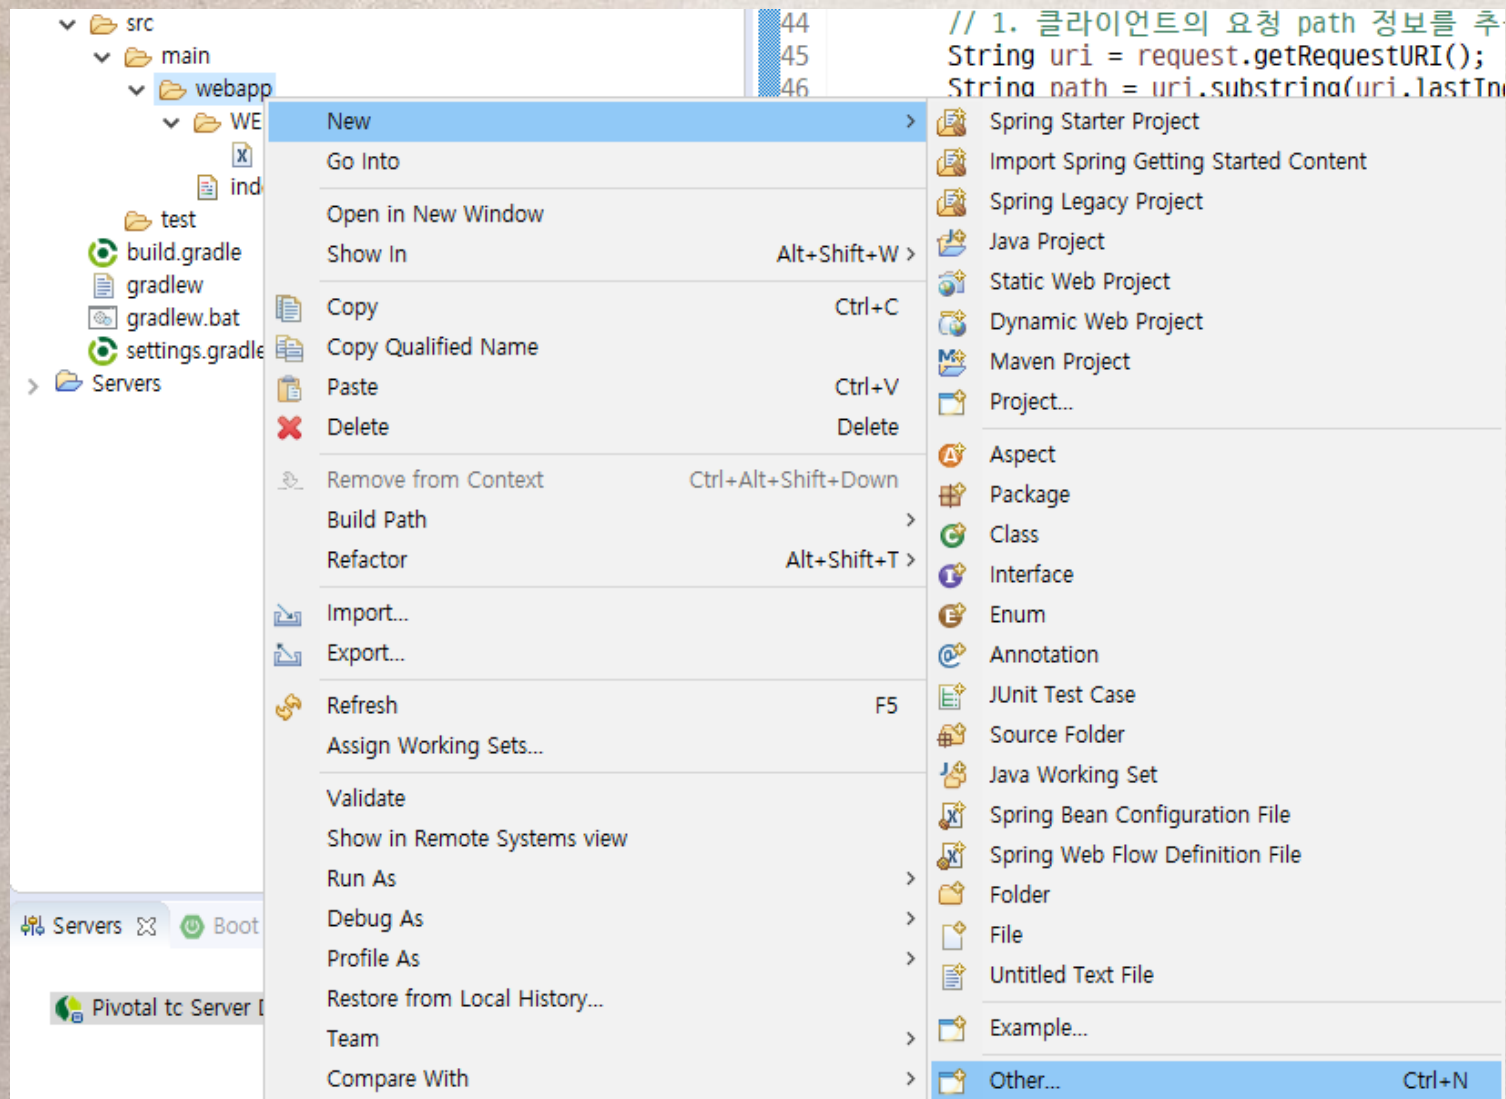 src
main
webapp
WE
ind
test
build.gradle
gradlew
gradlew.bat
settings.gradle
Servers
44 // 1. 클라이언트의 요청 path 정보를 추
45 String uri = request.getRequestURI();
46 String path = uri.substring(uri.lastInd
New
Go Into
Open in New Window
Show In Alt+Shift+W
Copy Ctrl+C
Copy Qualified Name
Paste Ctrl+V
Delete Delete
Remove from Context Ctrl+Alt+Shift+Down
Build Path
Refactor Alt+Shift+T
Import...
Export...
Refresh F5
Assign Working Sets...
Validate
Show in Remote Systems view
Run As
Debug As
Profile As
Restore from Local History...
Team
Compare With
Spring Starter Project
Import Spring Getting Started Content
Spring Legacy Project
Java Project
Static Web Project
Dynamic Web Project
Maven Project
Project...
Aspect
Package
Class
Interface
Enum
Annotation
JUnit Test Case
Source Folder
Java Working Set
Spring Bean Configuration File
Spring Web Flow Definition File
Folder
File
Untitled Text File
Example...
Other... Ctrl+N
Servers Boot
Pivotal tc Server